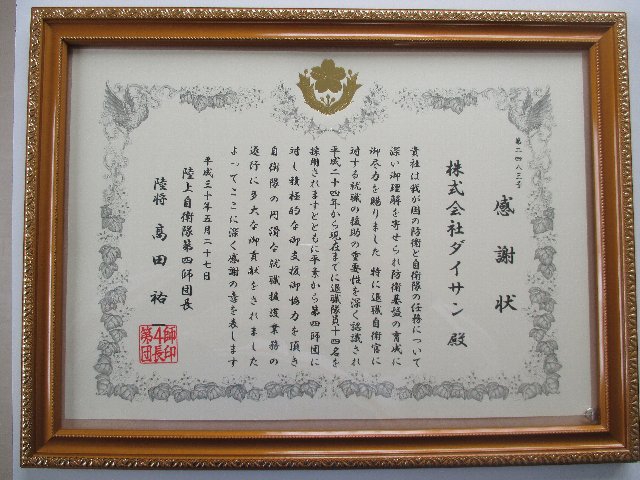 第二四八三号
感謝状
株式会社ダイサン 殿
貴社は我が国の防衛と自衛隊の任務について
深い御理解を寄せられ防衛基盤の育成に
御尽力を賜りました 特に退職自衛官に
対する就職の援助の重要性を深く認識され
平成二十四年から現在までに退職隊員十四名を
採用されますとともに平素から第四師団に
対し積極的な御支援御協力を頂き
自衛隊の円滑な就職援護業務の
遂行に多大な御貢献をされました
よってここに深く感謝の意を表します
平成三十年五月二十七日
陸上自衛隊第四師団長
陸将 高田祐一
師印
第4長
団